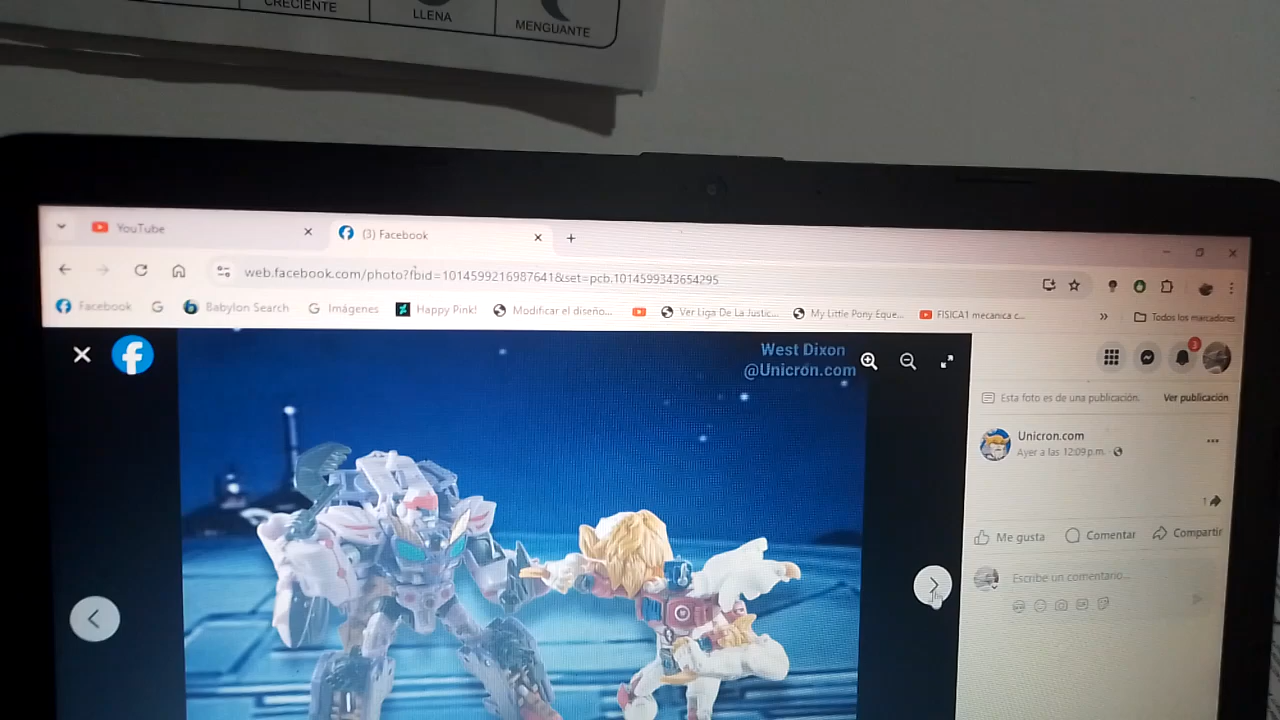 CRECIENTE
LLENA
MENGUANTE
YouTube
(3) Facebook
web.facebook.com/photo?fbid=1014599216987641&set=pcb.1014599343654295
Facebook
Babylon Search
Imágenes
Happy Pink!
Modificar el diseño...
Ver Liga De La Justic...
My Little Pony Eque...
FISICA1 mecanica c...
»
Todos los marcadores
West Dixon
@Unicron.com
3
Esta foto es de una publicación.
Ver publicación
Unicron.com
Ayer a las 12:09 p.m. ·
1
Me gusta
Comentar
Compartir
Escribe un comentario...